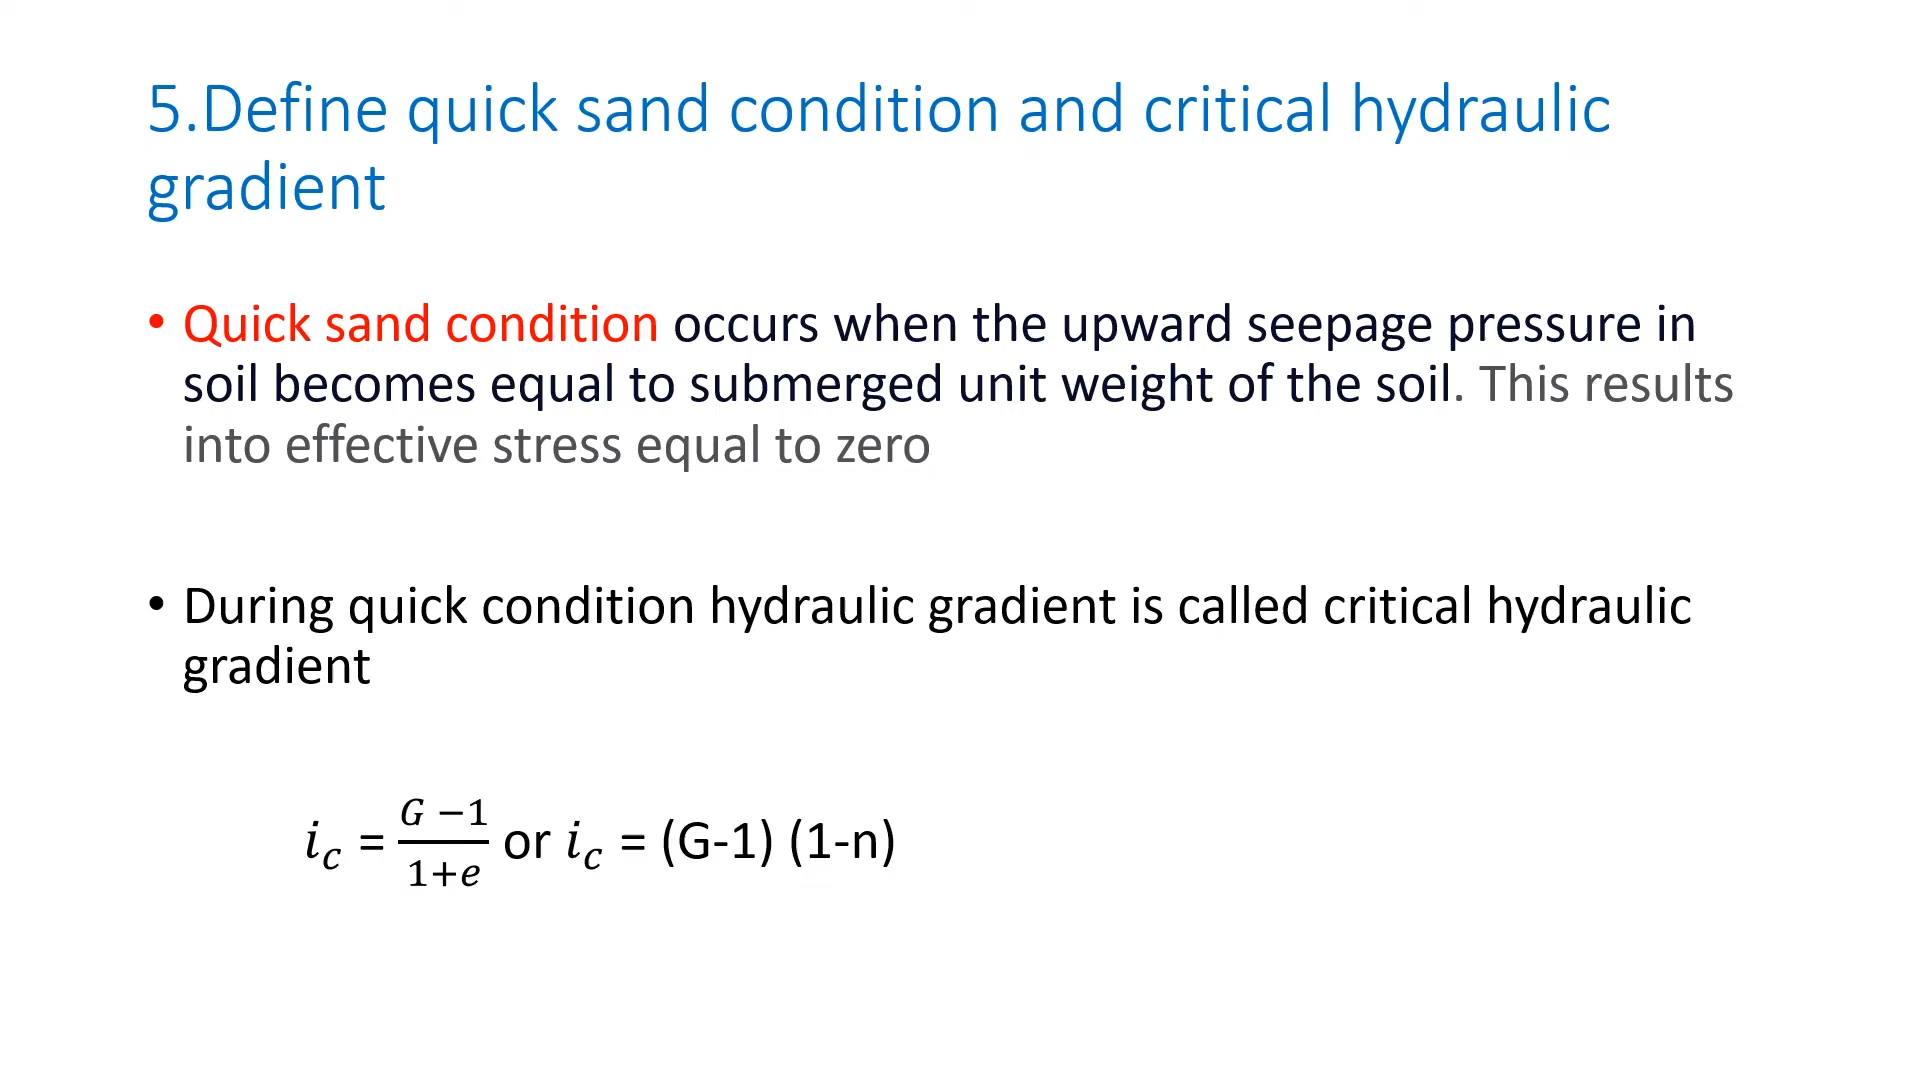 5.Define quick sand condition and critical hydraulic
gradient
• Quick sand condition occurs when the upward seepage pressure in
soil becomes equal to submerged unit weight of the soil. This results
into effective stress equal to zero
• During quick condition hydraulic gradient is called critical hydraulic
gradient
𝑖𝑐 = (𝐺 −1)/(1+𝑒) or 𝑖𝑐 = (G-1) (1-n)